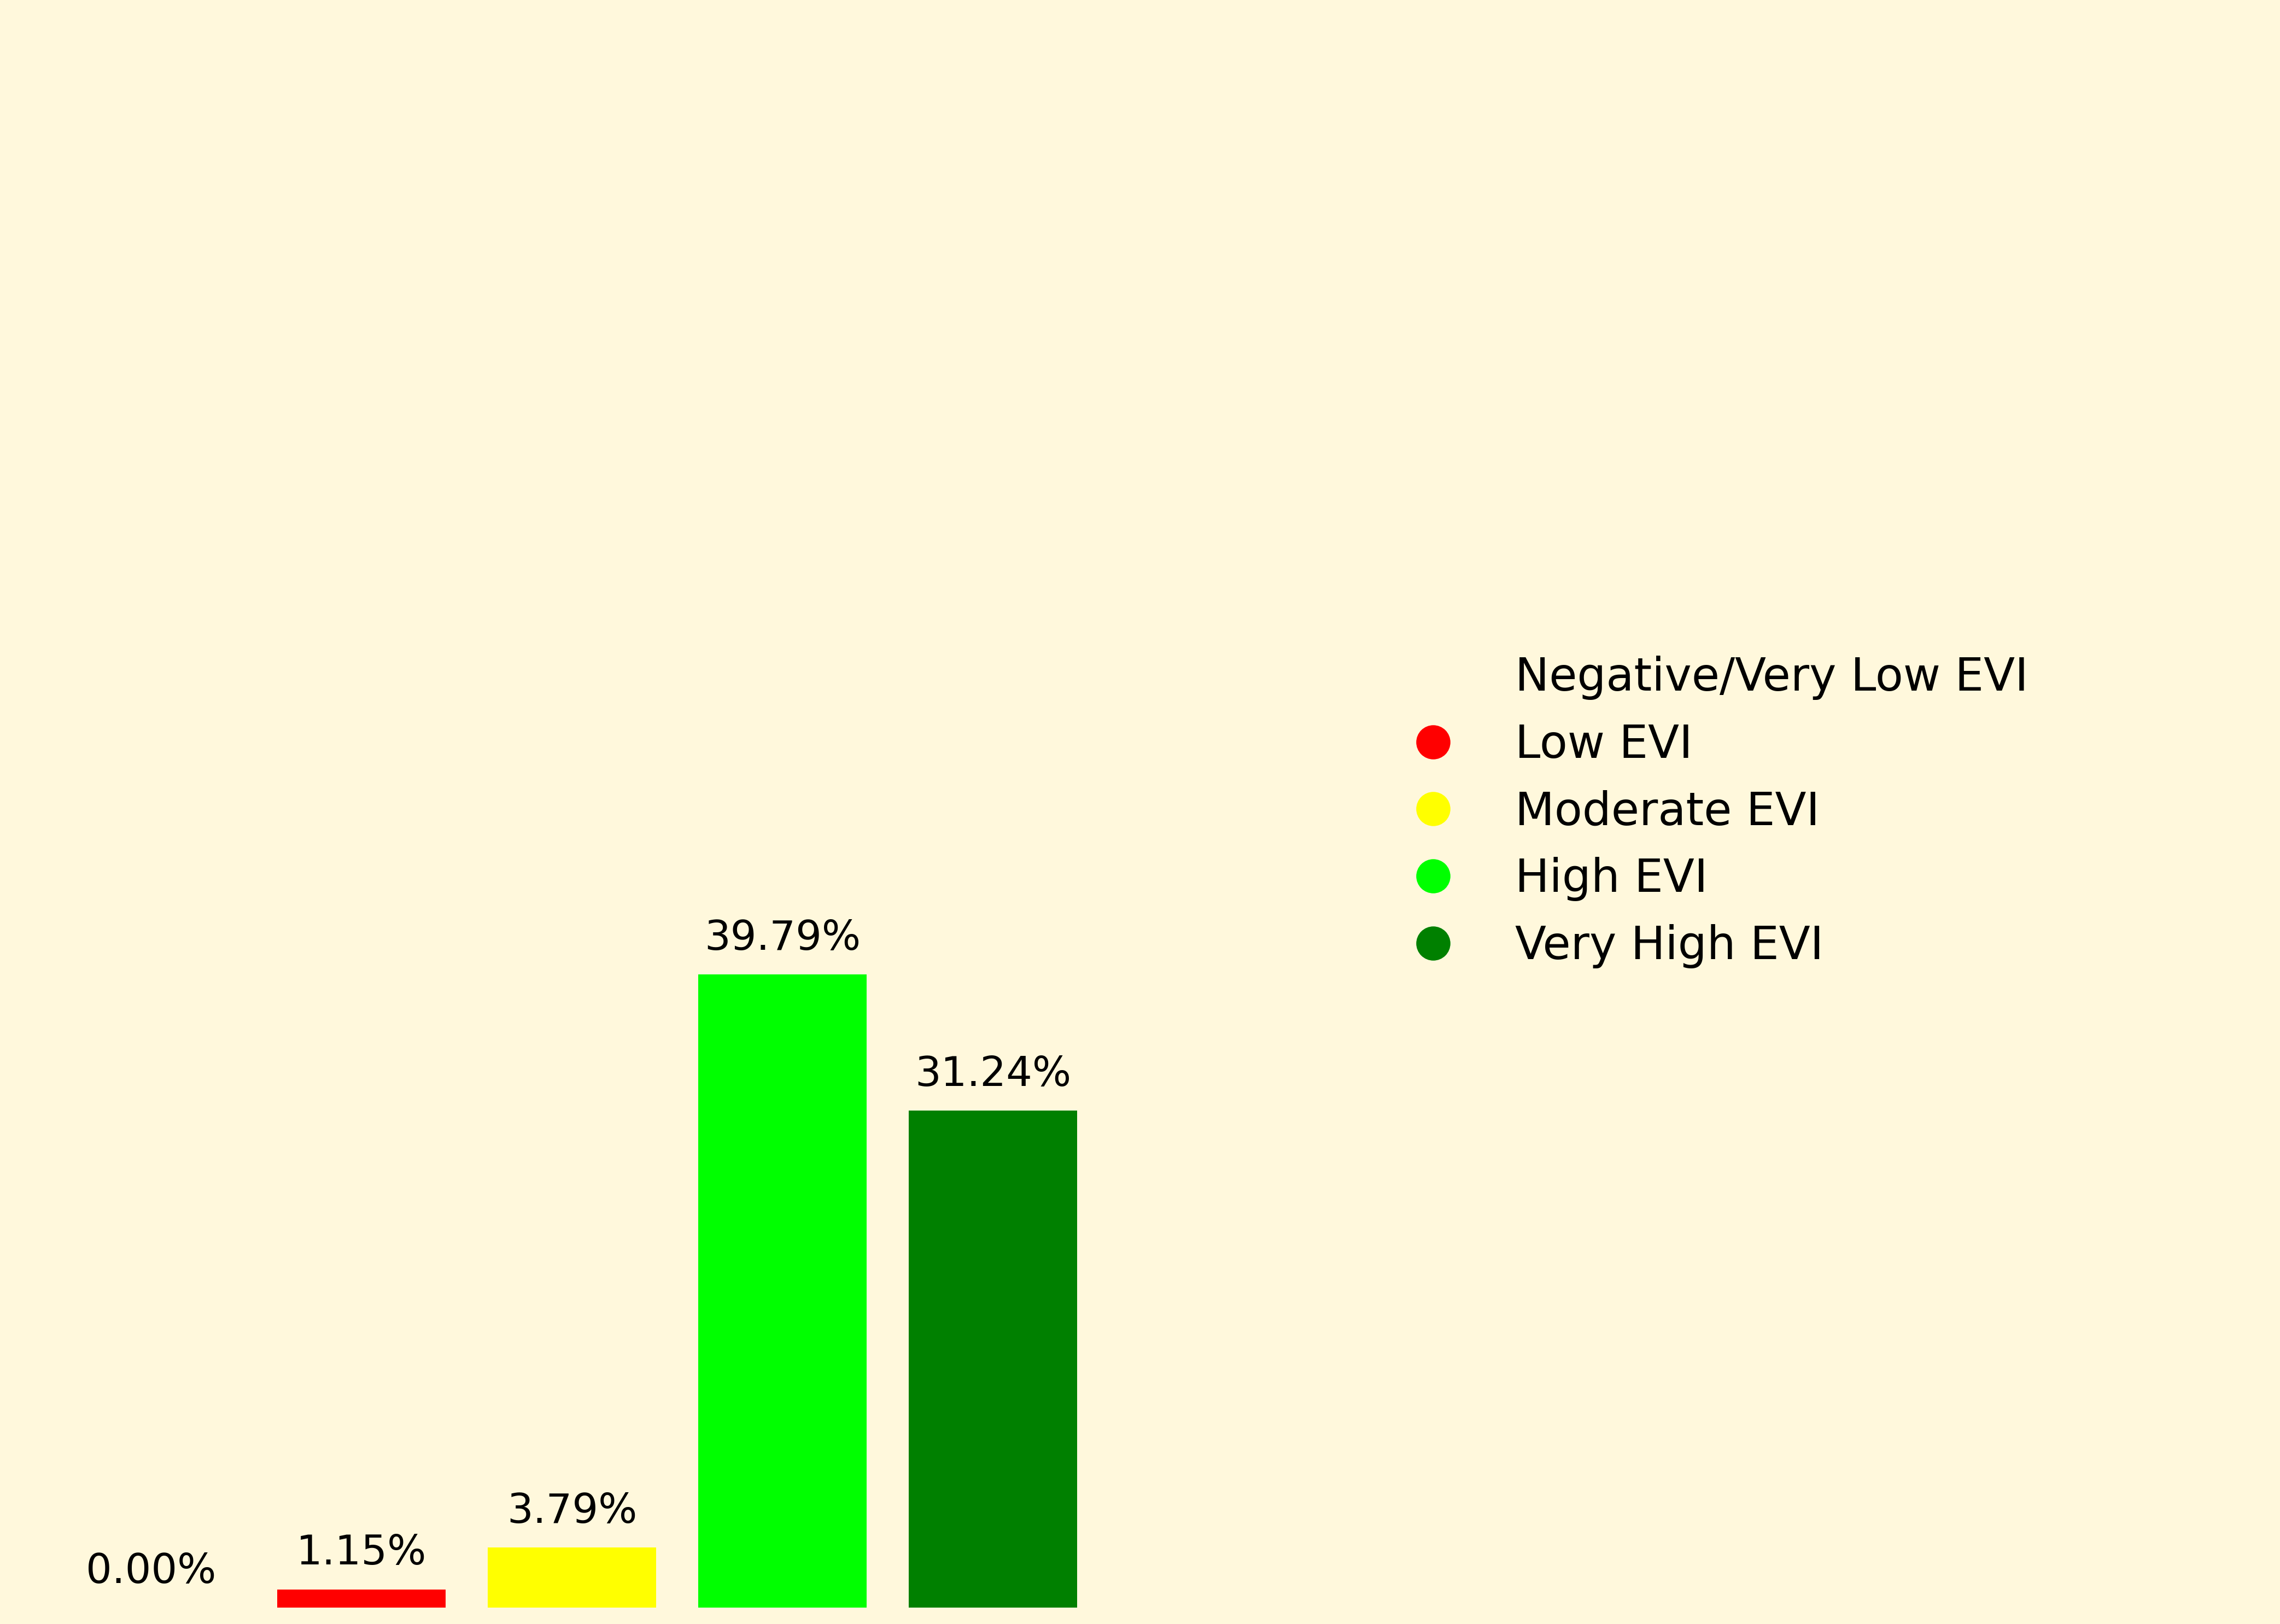 Negative/Very Low EVI
Low EVI
Moderate EVI
High EVI
Very High EVI
39.79%
31.24%
3.79%
1.15%
0.00%